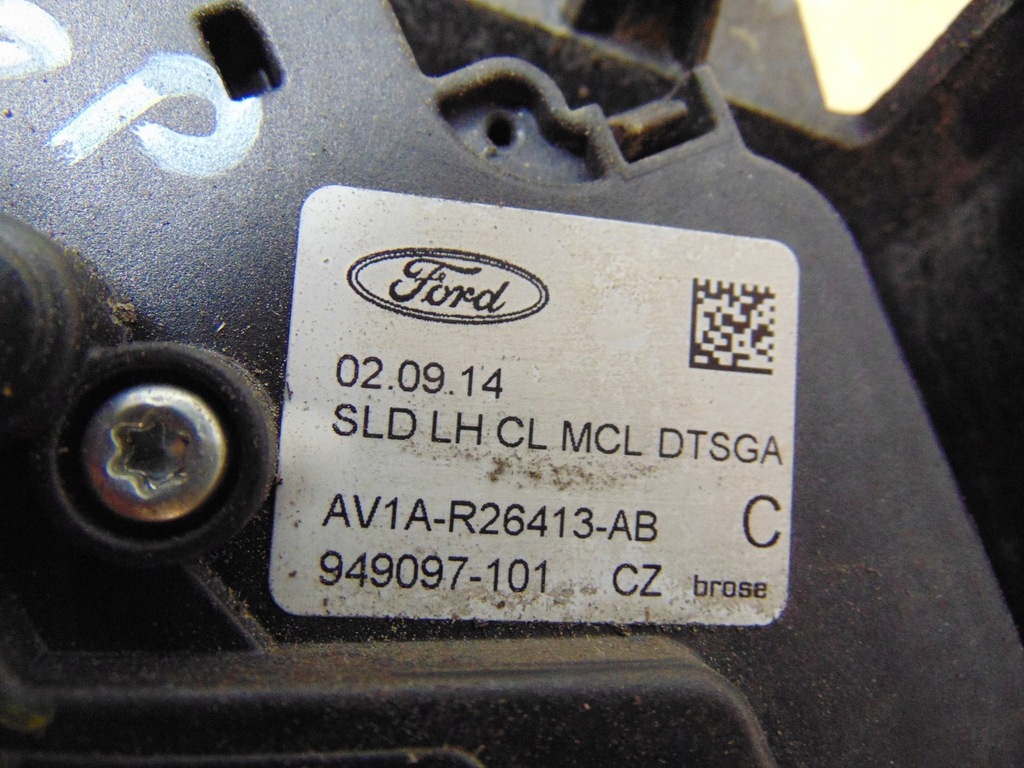 Ford
02.09.14
SLD LH CL MCL DTSGA
AV1A-R26413-AB C
949097-101 CZ brose